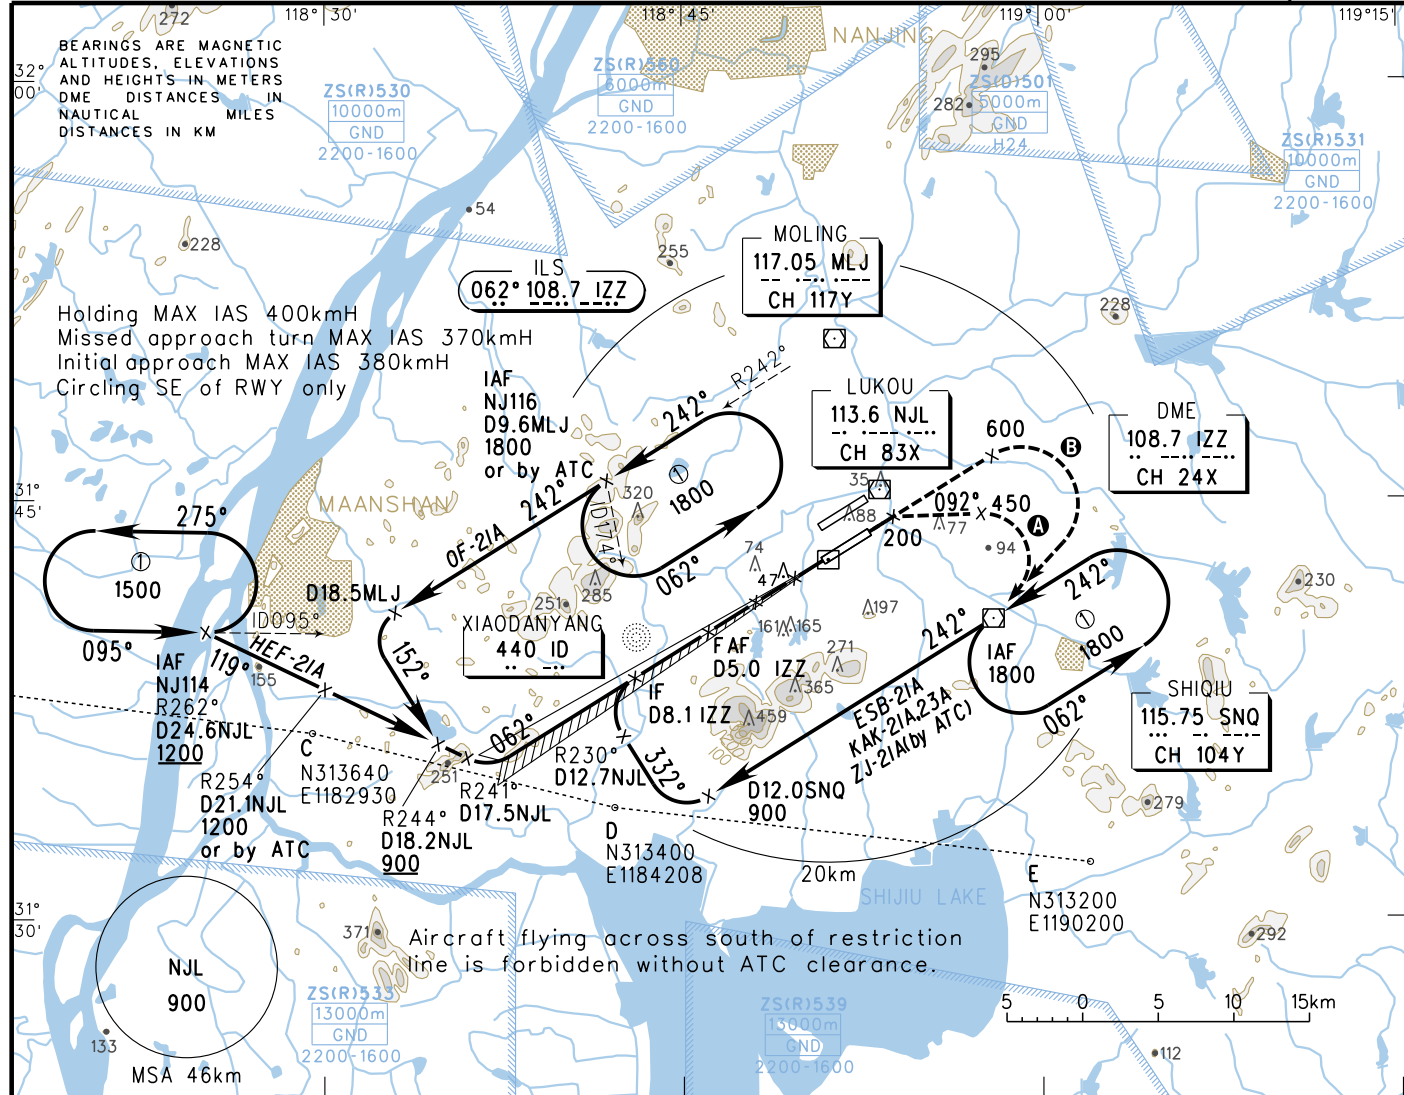 118° 30'
118° 45'
119° 00'
119° 15'
272
BEARINGS ARE MAGNETIC
ALTITUDES, ELEVATIONS
AND HEIGHTS IN METERS
DME DISTANCES IN
NAUTICAL MILES
DISTANCES IN KM
32°
00'
ZS(R)530
10000m
GND
2200-1600
ZS(R)560
6000m
GND
2200-1600
NANJING
295
282
ZS(D)501
5000m
GND
H24
ZS(R)531
10000m
GND
2200-1600
54
228
255
228
MOLING
117.05 MLJ
CH 117Y
ILS
062° 108.7 IZZ
Holding MAX IAS 400kmH
Missed approach turn MAX IAS 370kmH
Initial approach MAX IAS 380kmH
Circling SE of RWY only
IAF
NJ116
D9.6MLJ
1800
or by ATC
R242°
242°
LUKOU
113.6 NJL
CH 83X
DME
108.7 IZZ
CH 24X
600
B
31°
45'
MAANSHAN
275°
1
1500
095°
ID095°
242°
OF-21A
320
ID174°
1
1800
062°
35
88
092° 450
77
A
94
200
74
47
285
251
D18.5MLJ
XIAODANYANG
440 ID
161
165
197
271
365
459
242°
242°
1
1800
062°
IAF
1800
230
HEF-21A
119°
155
152°
IAF
NJ114
R262°
D24.6NJL
1200
FAF
D5.0 IZZ
IF
D8.1 IZZ
062°
332°
ESB-21A
KAK-21A,23A
ZJ-21A(by ATC)
SHIQIU
115.75 SNQ
CH 104Y
C
N313640
E1182930
R254°
D21.1NJL
1200
or by ATC
251
R241°
D17.5NJL
R230°
D12.7NJL
R244°
D18.2NJL
900
D12.0SNQ
900
279
D
N313400
E1184208
20km
E
N313200
E1190200
31°
30'
SHIJIU LAKE
371
292
Aircraft flying across south of restriction
line is forbidden without ATC clearance.
NJL
900
MSA 46km
133
ZS(R)533
13000m
GND
2200-1600
ZS(R)539
13000m
GND
2200-1600
5 0 5 10 15km
112